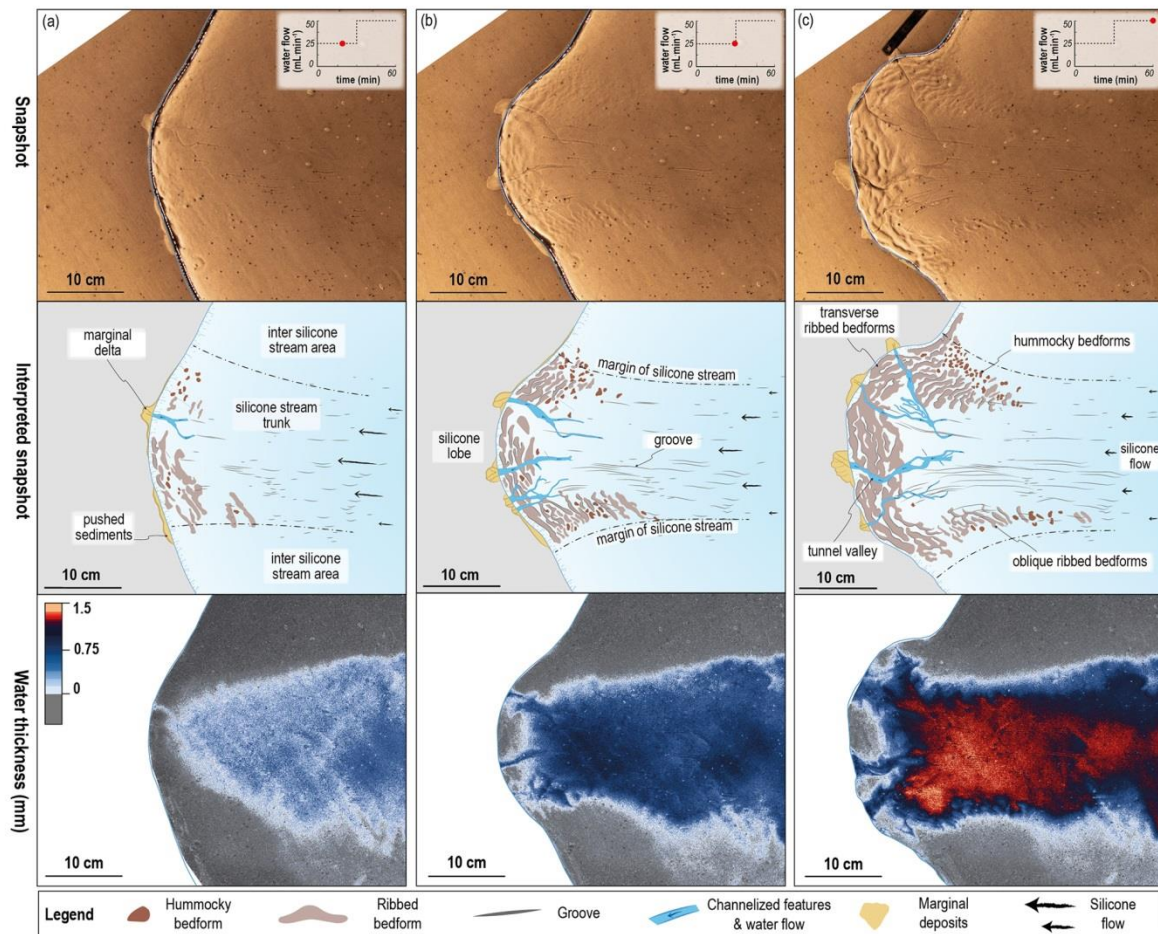 (a)
(b)
(c)
Snapshot
water flow
(mL min⁻¹)
50
25
0
0
60
time (min)
10 cm
water flow
(mL min⁻¹)
50
25
0
0
60
time (min)
10 cm
water flow
(mL min⁻¹)
50
25
0
0
60
time (min)
10 cm
Interpreted snapshot
marginal
delta
inter silicone
stream area
silicone stream
trunk
pushed
sediments
inter silicone
stream area
10 cm
margin of silicone stream
silicone
lobe
groove
margin of silicone stream
10 cm
transverse
ribbed bedforms
hummocky bedforms
silicone
flow
tunnel valley
oblique ribbed bedforms
10 cm
Water thickness (mm)
1.5
0.75
0
10 cm
10 cm
10 cm
Legend
Hummocky
bedform
Ribbed
bedform
Groove
Channelized features
& water flow
Marginal
deposits
Silicone
flow